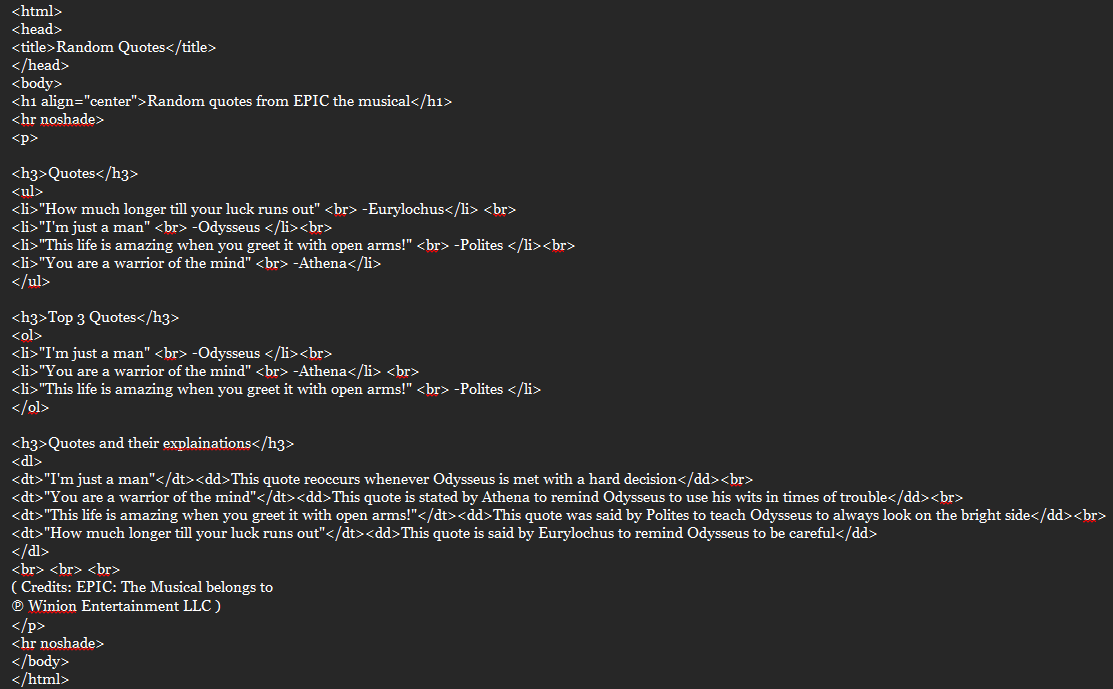 <html>
<head>
<title>Random Quotes</title>
</head>
<body>
<h1 align="center">Random quotes from EPIC the musical</h1>
<hr noshade>
<p>
<h3>Quotes</h3>
<ul>
<li>"How much longer till your luck runs out" <br> -Eurylochus</li> <br>
<li>"I'm just a man" <br> -Odysseus </li><br>
<li>"This life is amazing when you greet it with open arms!" <br> -Polites </li><br>
<li>"You are a warrior of the mind" <br> -Athena</li>
</ul>
<h3>Top 3 Quotes</h3>
<ol>
<li>"I'm just a man" <br> -Odysseus </li><br>
<li>"You are a warrior of the mind" <br> -Athena</li> <br>
<li>"This life is amazing when you greet it with open arms!" <br> -Polites </li>
</ol>
<h3>Quotes and their explainations</h3>
<dl>
<dt>"I'm just a man"</dt><dd>This quote reoccurs whenever Odysseus is met with a hard decision</dd><br>
<dt>"You are a warrior of the mind"</dt><dd>This quote is stated by Athena to remind Odysseus to use his wits in times of trouble</dd><br>
<dt>"This life is amazing when you greet it with open arms!"</dt><dd>This quote was said by Polites to teach Odysseus to always look on the bright side</dd><br>
<dt>"How much longer till your luck runs out"</dt><dd>This quote is said by Eurylochus to remind Odysseus to be careful</dd>
</dl>
<br> <br> <br>
( Credits: EPIC: The Musical belongs to
℗ Winion Entertainment LLC )
</p>
<hr noshade>
</body>
</html>